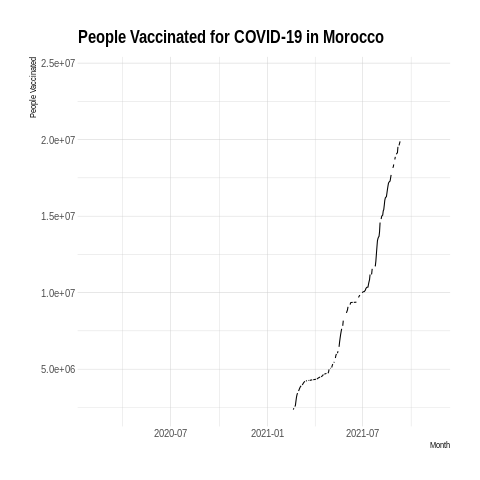 People Vaccinated for COVID-19 in Morocco
People Vaccinated
2.5e+07
2.0e+07
1.5e+07
1.0e+07
5.0e+06
2020-07 2021-01 2021-07
Month